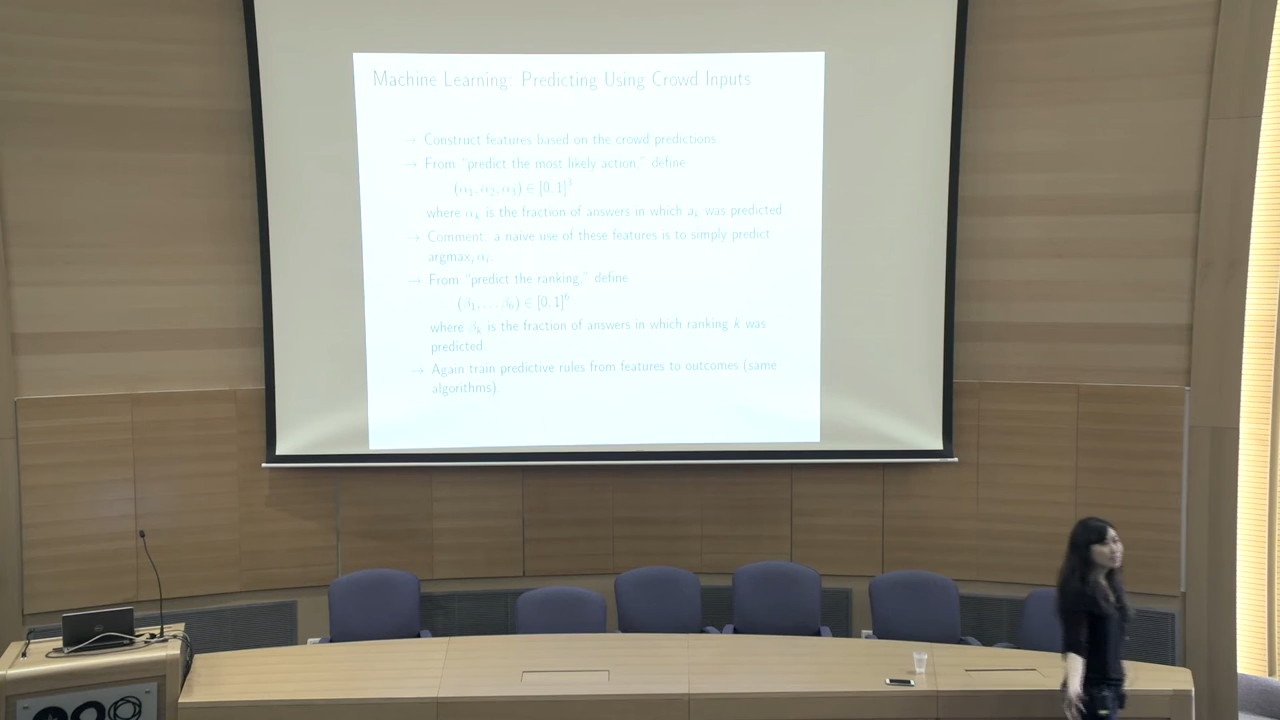 Machine Learning: Predicting Using Crowd Inputs
→ Construct features based on the crowd predictions.
→ From "predict the most likely action," define
(α₁, α₂, α₃) ∈ [0, 1]³
where αₖ is the fraction of answers in which aₖ was predicted.
→ Comment: a naive use of these features is to simply predict
argmaxᵢ αᵢ.
→ From "predict the ranking," define
(β₁, . . . β₆) ∈ [0, 1]⁶
where βₖ is the fraction of answers in which ranking k was
predicted.
→ Again train predictive rules from features to outcomes (same
algorithms).